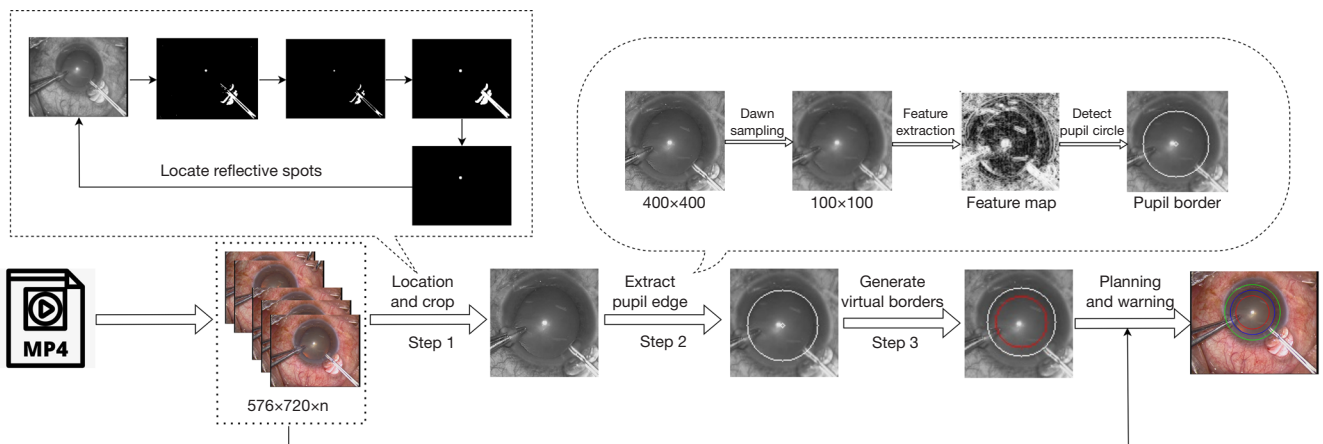 Locate reflective spots
Dawn
sampling
Feature
extraction
Detect
pupil circle
400×400
100×100
Feature map
Pupil border
MP4
576×720×n
Location
and crop
Step 1
Extract
pupil edge
Step 2
Generate
virtual borders
Step 3
Planning
and warning